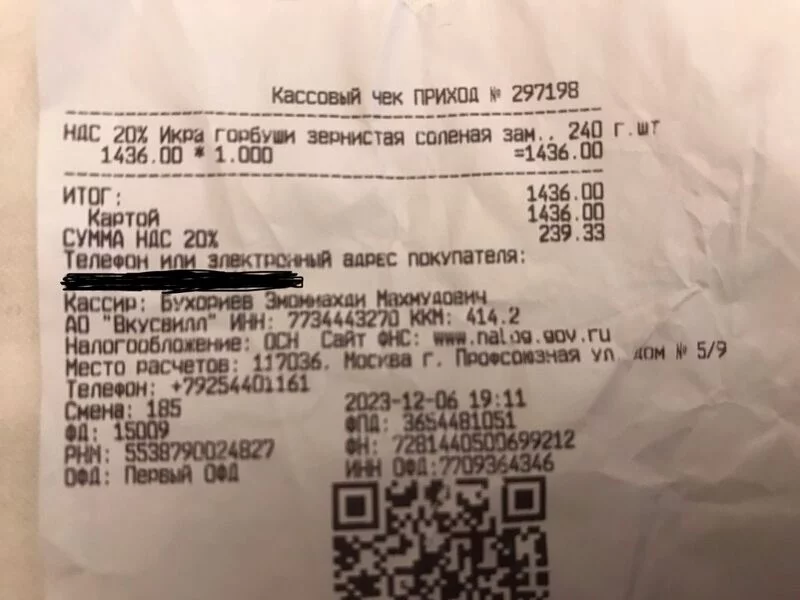 Кассовый чек ПРИХОД № 297198
НДС 20% Икра горбуши зернистая соленая зам.. 240 г.шт
1436.00 * 1.000 =1436.00
ИТОГ: 1436.00
Картой 1436.00
СУММА НДС 20% 239.33
Телефон или электронный адрес покупателя:
Кассир: Бухориев Эмомиахди Махмудович
АО "Вкусвилл" ИНН: 7734443270 ККМ: 414.2
Налогообложение: ОСН Сайт ФНС: www.nalog.gov.ru
Место расчетов: 117036, Москва г. Профсоюзная ул дом № 5/9
Телефон: +79254401161
Смена: 185 2023-12-06 19:11
ФД: 15009 ФПД: 3654481051
РНМ: 5538790024827 ФН: 7281440500699212
ОФД: Первый ОФД ИНН ОФД:7709364346